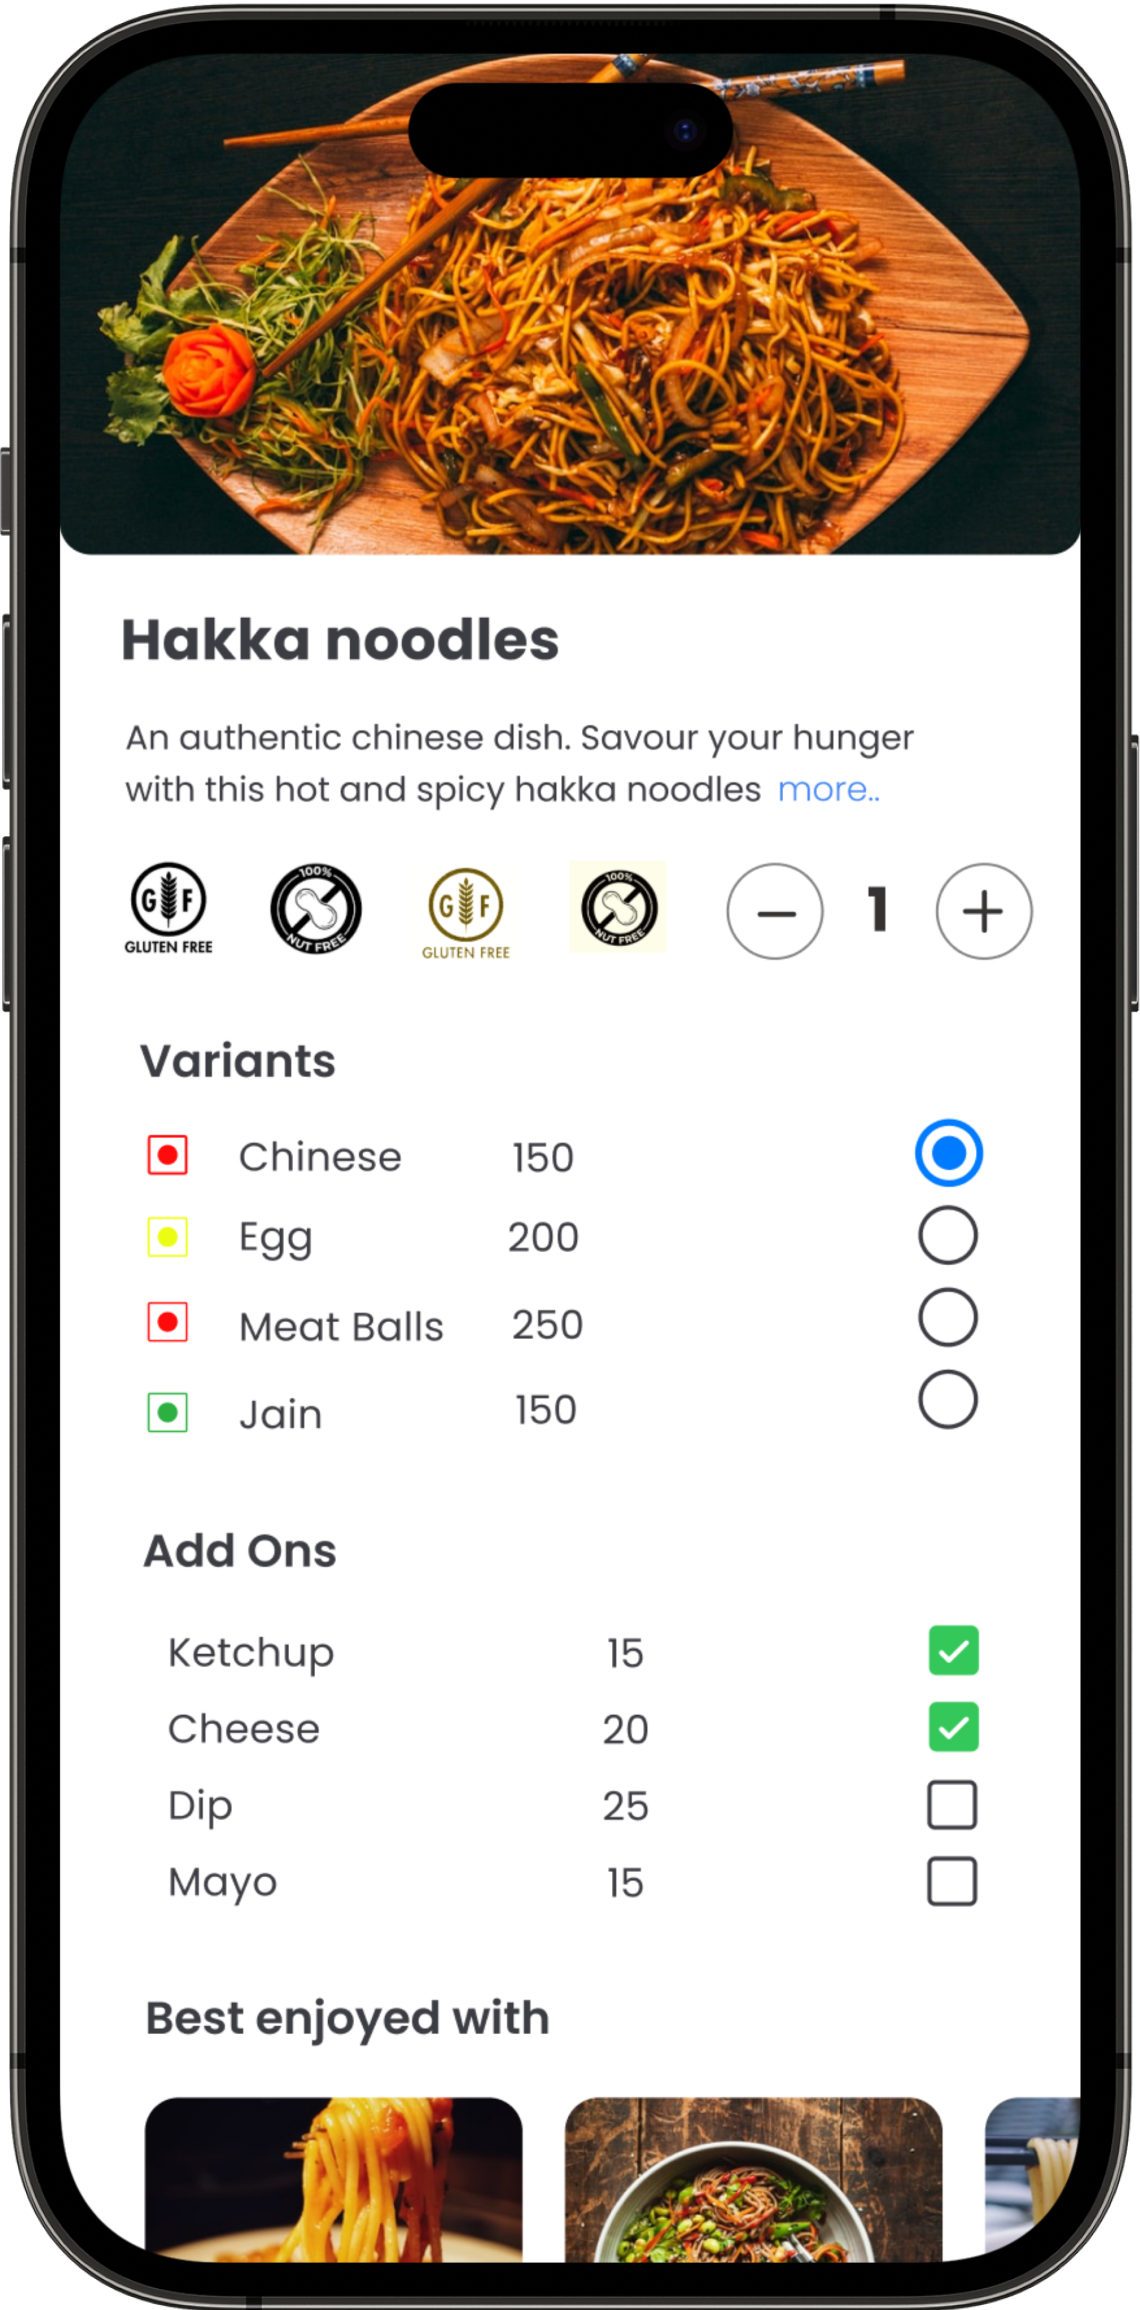 Hakka noodles
An authentic chinese dish. Savour your hunger
with this hot and spicy hakka noodles more..
G F
GLUTEN FREE
100%
NUT FREE
G F
GLUTEN FREE
100%
NUT FREE
1
Variants
Chinese 150
Egg 200
Meat Balls 250
Jain 150
Add Ons
Ketchup 15
Cheese 20
Dip 25
Mayo 15
Best enjoyed with